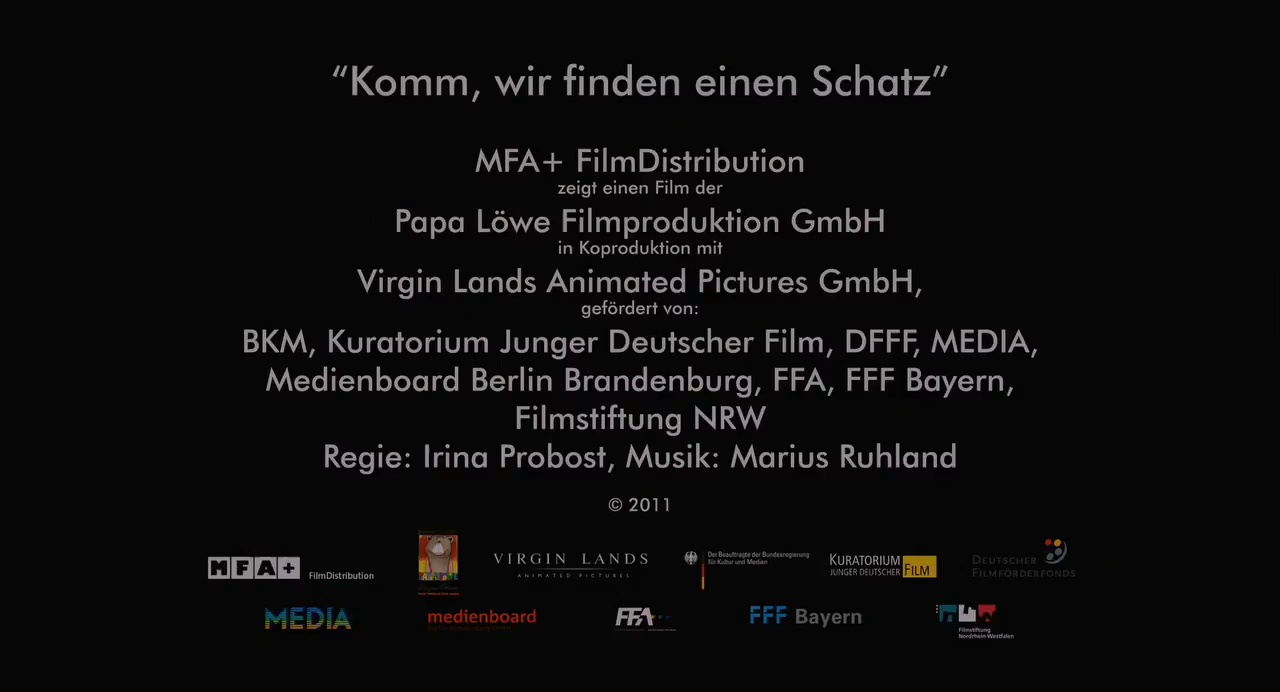 “Komm, wir finden einen Schatz”
MFA+ FilmDistribution
zeigt einen Film der
Papa Löwe Filmproduktion GmbH
in Koproduktion mit
Virgin Lands Animated Pictures GmbH,
gefördert von:
BKM, Kuratorium Junger Deutscher Film, DFFF, MEDIA,
Medienboard Berlin Brandenburg, FFA, FFF Bayern,
Filmstiftung NRW
Regie: Irina Probost, Musik: Marius Ruhland
© 2011
MFA+ FilmDistribution
VIRGIN LANDS
ANIMATED PICTURES
Der Beauftragte der Bundesregierung
für Kultur und Medien
KURATORIUM
JUNGER DEUTSCHER FILM
DEUTSCHER
FILMFÖRDERFONDS
MEDIA
medienboard
FFA
FFF Bayern
Filmstiftung
Nordrhein-Westfalen